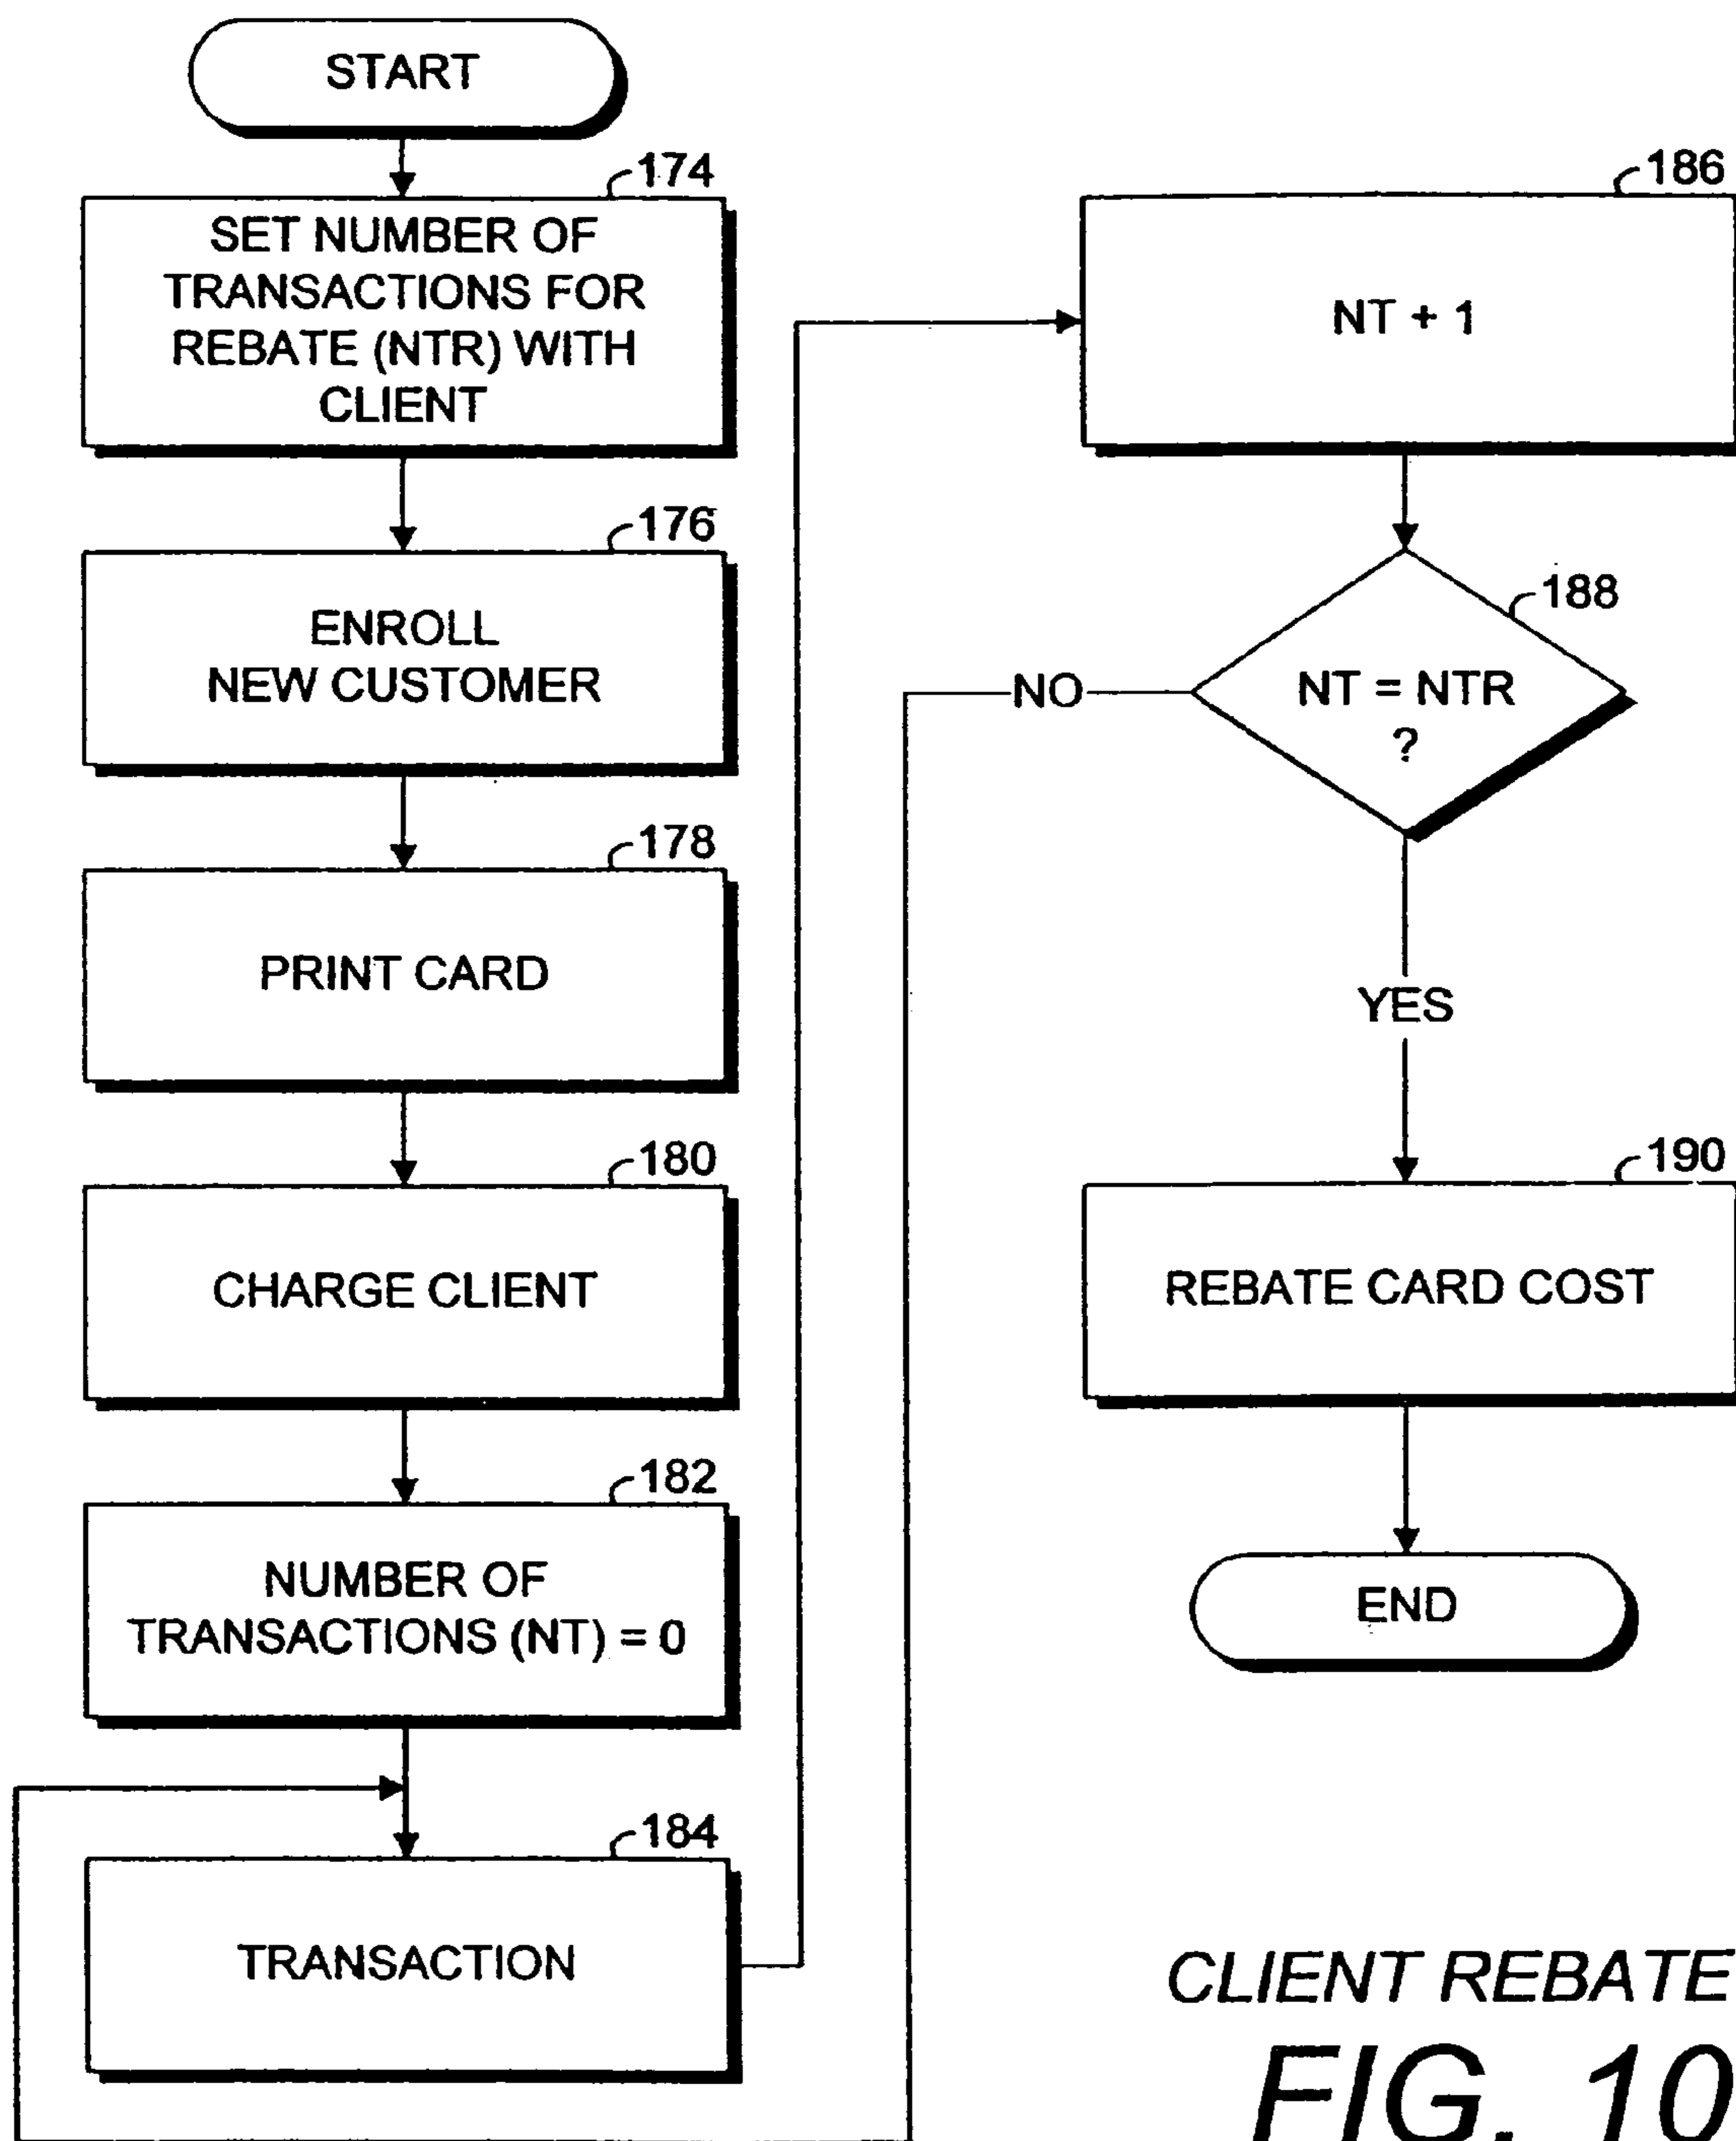 START
174
SET NUMBER OF
TRANSACTIONS FOR
REBATE (NTR) WITH
CLIENT
176
ENROLL
NEW CUSTOMER
178
PRINT CARD
180
CHARGE CLIENT
182
NUMBER OF
TRANSACTIONS (NT) = 0
184
TRANSACTION
186
NT + 1
188
NT = NTR
?
NO
YES
190
REBATE CARD COST
END
CLIENT REBATE
FIG. 10